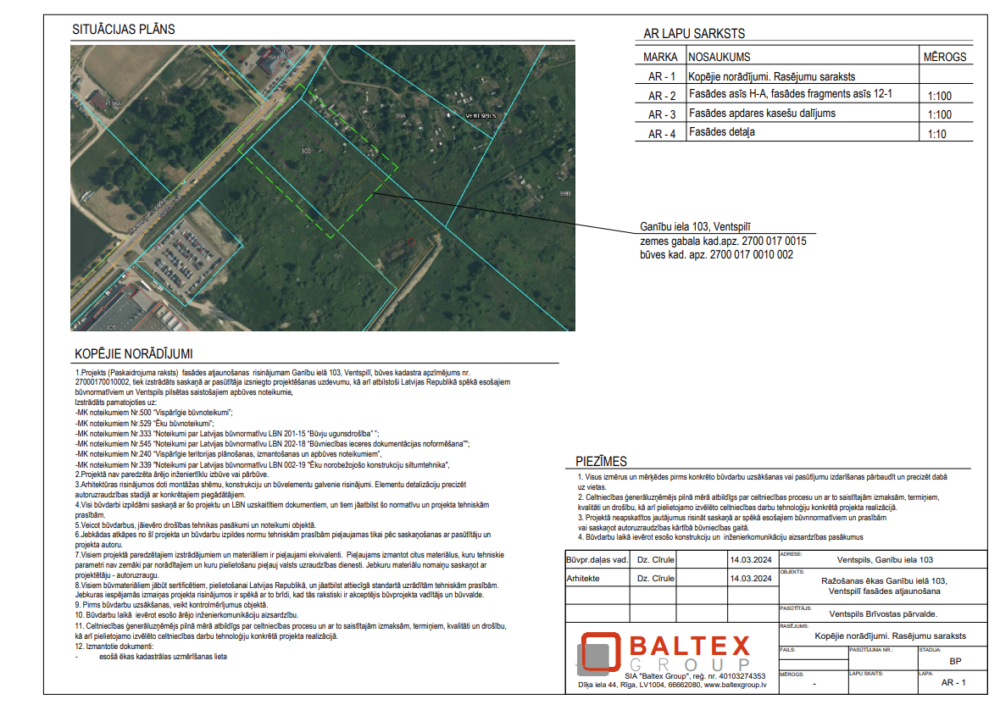 SITUĀCIJAS PLĀNS
154A
156A
99A
VENTSPILS
103
99B
105
AR LAPU SARKSTS
MARKA NOSAUKUMS MĒROGS
AR - 1 Kopējie norādījumi. Rasējumu saraksts
AR - 2 Fasādes asīs H-A, fasādes fragments asīs 12-1 1:100
AR - 3 Fasādes apdares kasešu dalījums 1:100
AR - 4 Fasādes detaļa 1:10
Ganību iela 103, Ventspilī
zemes gabala kad.apz. 2700 017 0015
būves kad. apz. 2700 017 0010 002
KOPĒJIE NORĀDĪJUMI
1.Projekts (Paskaidrojuma raksts) fasādes atjaunošanas risinājumam Ganību ielā 103, Ventspilī, būves kadastra apzīmējums nr.
27000170010002, tiek izstrādāts saskaņā ar pasūtītāja izsniegto projektēšanas uzdevumu, kā arī atbilstoši Latvijas Republikā spēkā esošajiem
būvnormatīviem un Ventspils pilsētas saistošajiem apbūves noteikumie.
Izstrādāts pamatojoties uz:
-MK noteikumiem Nr.500 “Vispārīgie būvnoteikumi”;
-MK noteikumiem Nr.529 “Ēku būvnoteikumi”;
-MK noteikumiem Nr.333 “Noteikumi par Latvijas būvnormatīvu LBN 201-15 “Būvju ugunsdrošība” ”;
-MK noteikumiem Nr.545 “Noteikumi par Latvijas būvnormatīvu LBN 202-18 “Būvniecības ieceres dokumentācijas noformēšana””;
-MK noteikumiem Nr.240 “Vispārīgie teritorijas plānošanas, izmantošanas un apbūves noteikumiem”,
-MK noteikumiem Nr.339 "Noteikumi par Latvijas būvnormatīvu LBN 002-19 "Ēku norobežojošo konstrukciju siltumtehnika",
2.Projektā nav paredzēta ārējo inženiertīklu izbūve vai pārbūve.
3.Arhitektūras risinājumos doti montāžas shēmu, konstrukciju un būvelementu galvenie risinājumi. Elementu detalizāciju precizēt
autoruzraudzības stadijā ar konkrētajiem piegādātājiem.
4.Visi būvdarbi izpildāmi saskaņā ar šo projektu un LBN uzskaitītiem dokumentiem, un tiem jāatbilst šo normatīvu un projekta tehniskām
prasībām.
5.Veicot būvdarbus, jāievēro drošības tehnikas pasākumi un noteikumi objektā.
6.Jebkādas atkāpes no šī projekta un būvdarbu izpildes normu tehniskām prasībām pieļaujamas tikai pēc saskaņošanas ar pasūtītāju un
projekta autoru.
7.Visiem projektā paredzētajiem izstrādājumiem un materiāliem ir pieļaujami ekvivalenti. Pieļaujams izmantot citus materiālus, kuru tehniskie
parametri nav zemāki par norādītajiem un kuru pielietošanu pieļauj valsts uzraudzības dienesti. Jebkuru materiālu nomaiņu saskaņot ar
projektētāju - autoruzraugu.
8.Visiem būvmateriāliem jābūt sertificētiem, pielietošanai Latvijas Republikā, un jāatbilst attiecīgā standartā uzrādītām tehniskām prasībām.
Jebkuras iespējamās izmaiņas projekta risinājumos ir spēkā ar to brīdi, kad tās rakstiski ir akceptējis būvprojekta vadītājs un būvvalde.
9. Pirms būvdarbu uzsākšanas, veikt kontrolmērījumus objektā.
10. Būvdarbu laikā ievērot esošo ārējo inženierkomunikāciju aizsardzību.
11. Celtniecības ģenerāluzņēmējs pilnā mērā atbildīgs par celtniecības procesu un ar to saistītajām izmaksām, termiņiem, kvalitāti un drošību,
kā arī pielietojamo izvēlēto celtniecības darbu tehnoloģiju konkrētā projekta realizācijā.
12. Izmantotie dokumenti:
- esošā ēkas kadastrālas uzmērīšanas lieta
PIEZĪMES
1. Visus izmērus un mērķēdes pirms konkrēto būvdarbu uzsākšanas vai pasūtījumu izdarīšanas pārbaudīt un precizēt dabā
uz vietas.
2. Celtniecības ģenerāluzņēmējs pilnā mērā atbildīgs par celtniecības procesu un ar to saistītajām izmaksām, termiņiem,
kvalitāti un drošību, kā arī pielietojamo izvēlēto celtniecības darbu tehnoloģiju konkrētā projekta realizācijā.
3. Projektā neapskatītos jautājumus risināt saskaņā ar spēkā esošajiem būvnnormatīviem un prasībām
vai saskaņot autoruzraudzības kārtībā būvniecības gaitā.
4. Būvdarbu laikā ievērot esošo konstrukciju un inženierkomunikāciju aizsardzības pasākumus
Būvpr.daļas vad. Dz. Cīrule 14.03.2024
Arhitekte Dz. Cīrule 14.03.2024
ADRESE:
Ventspils, Ganību iela 103
OBJEKTS:
Ražošanas ēkas Ganību ielā 103,
Ventspilī fasādes atjaunošana
PASŪTĪTĀJS:
Ventspils Brīvostas pārvalde.
RASĒJUMS:
Kopējie norādījumi. Rasējumu saraksts
FAILS: PASŪTĪJUMA NR.: STADIJA:
BP
MĒROGS: LAPU SKAITS: LAPA:
- AR - 1
BALTEX
GROUP
SIA "Baltex Group", reģ. nr. 40103274353
Dīķa iela 44, Rīga, LV1004, 66662080, www.baltexgroup.lv